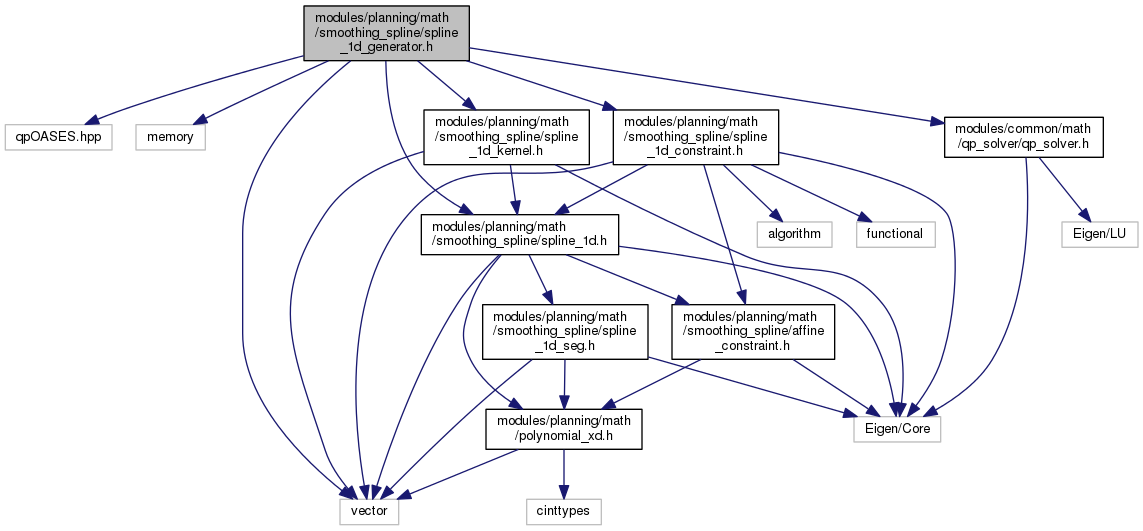 modules/planning/math
/smoothing_spline/spline
_1d_generator.h
qpOASES.hpp
memory
modules/planning/math
/smoothing_spline/spline
_1d_kernel.h
modules/planning/math
/smoothing_spline/spline
_1d_constraint.h
modules/common/math
/qp_solver/qp_solver.h
modules/planning/math
/smoothing_spline/spline_1d.h
algorithm
functional
Eigen/LU
modules/planning/math
/smoothing_spline/spline
_1d_seg.h
modules/planning/math
/smoothing_spline/affine
_constraint.h
modules/planning/math
/polynomial_xd.h
Eigen/Core
vector
cinttypes